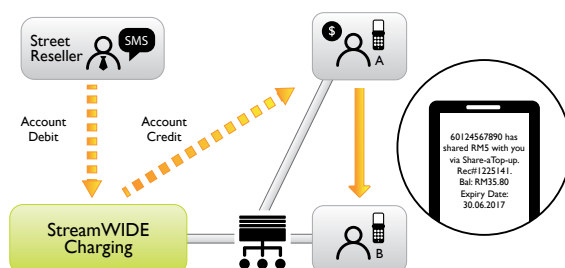 Street
Reseller
SMS
$
A
Account
Debit
Account
Credit
60124567890 has
shared RM5 with you
via Share-aTop-up.
Rec#1225141.
Bal: RM35.80
Expiry Date:
30.06.2017
StreamWIDE
Charging
B